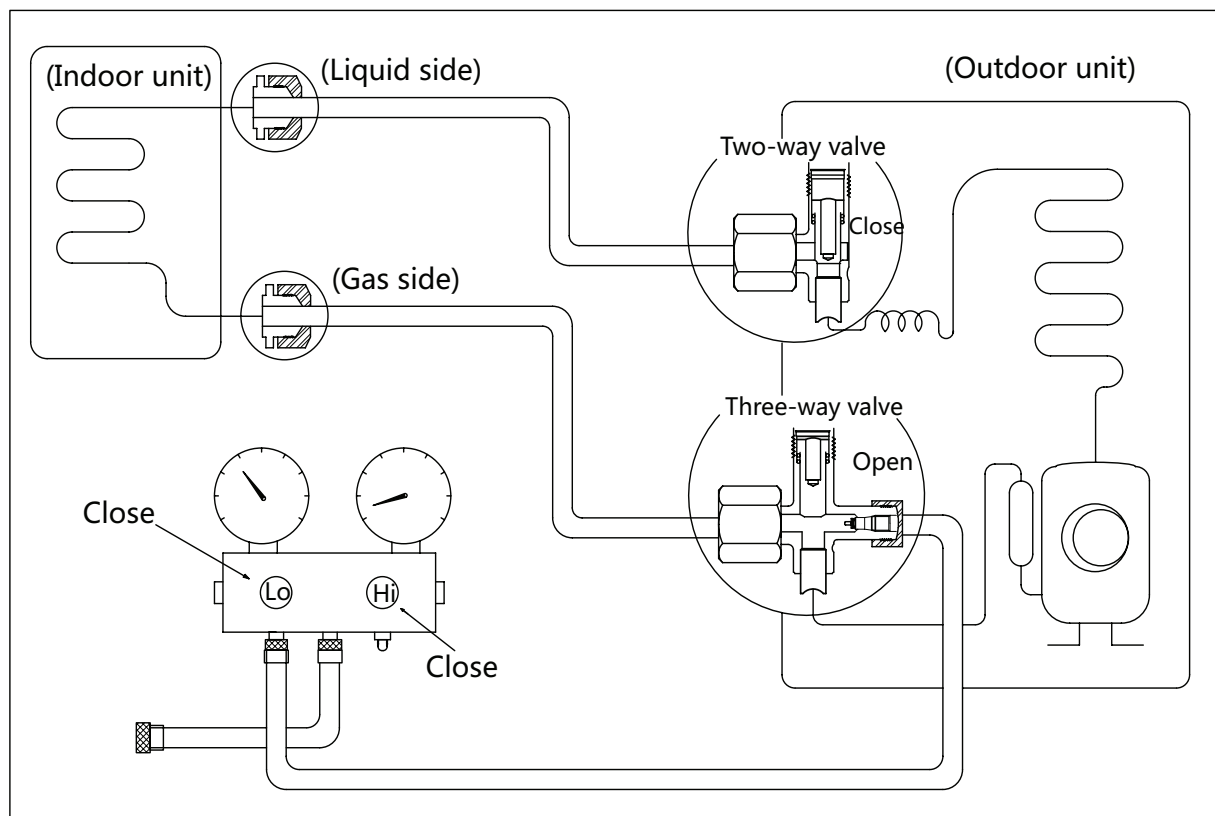 (Indoor unit)
(Liquid side)
(Outdoor unit)
Two-way valve
Close
(Gas side)
Three-way valve
Open
Close
Lo
Hi
Close